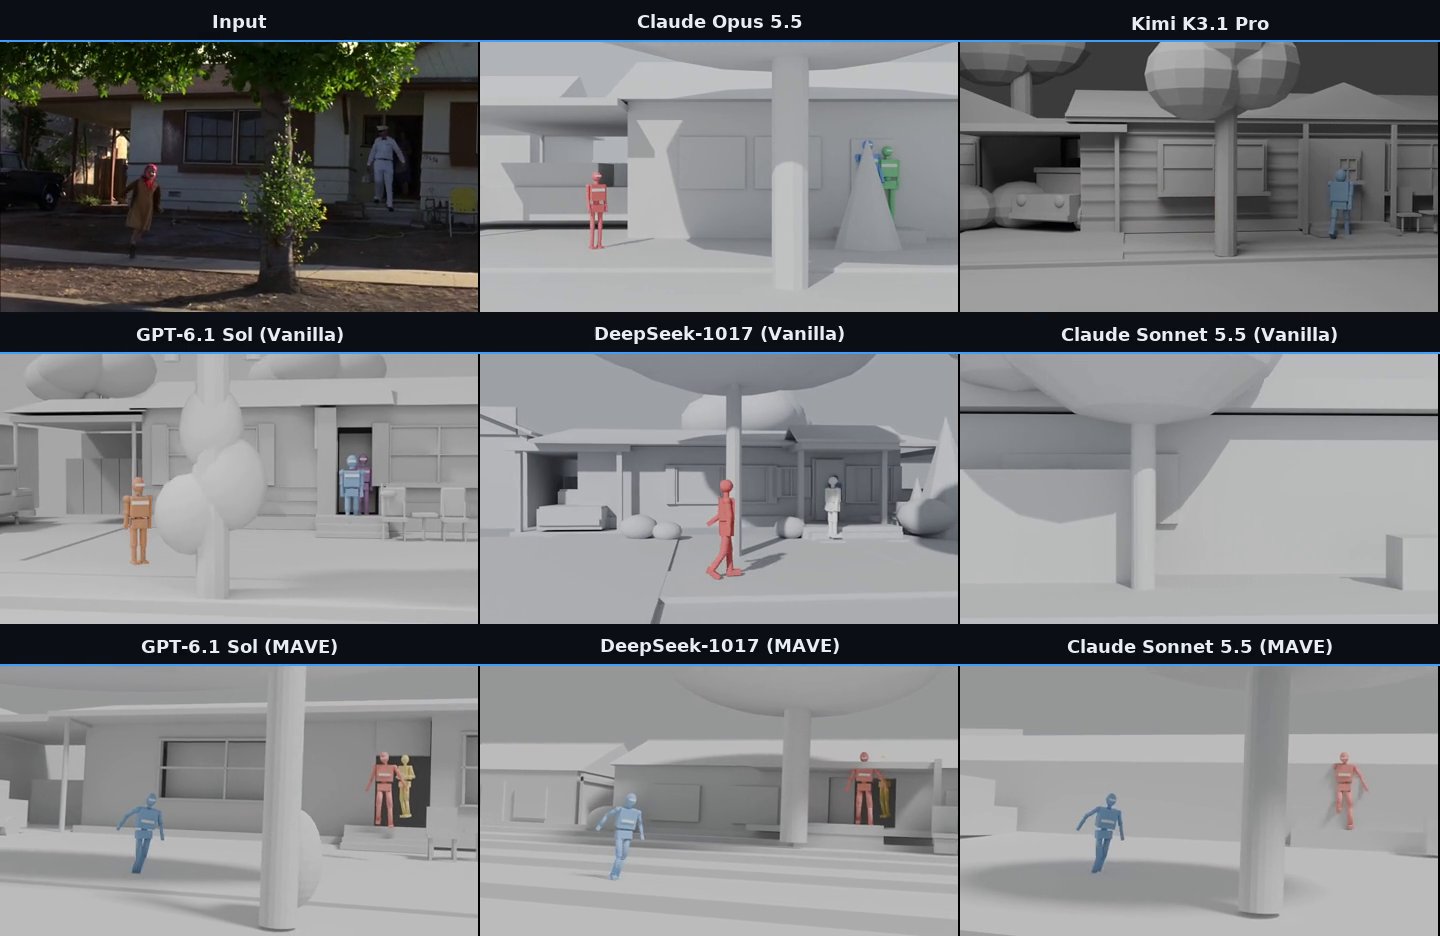 Input
Claude Opus 5.5
Kimi K3.1 Pro
GPT-6.1 Sol (Vanilla)
DeepSeek-1017 (Vanilla)
Claude Sonnet 5.5 (Vanilla)
GPT-6.1 Sol (MAVE)
DeepSeek-1017 (MAVE)
Claude Sonnet 5.5 (MAVE)